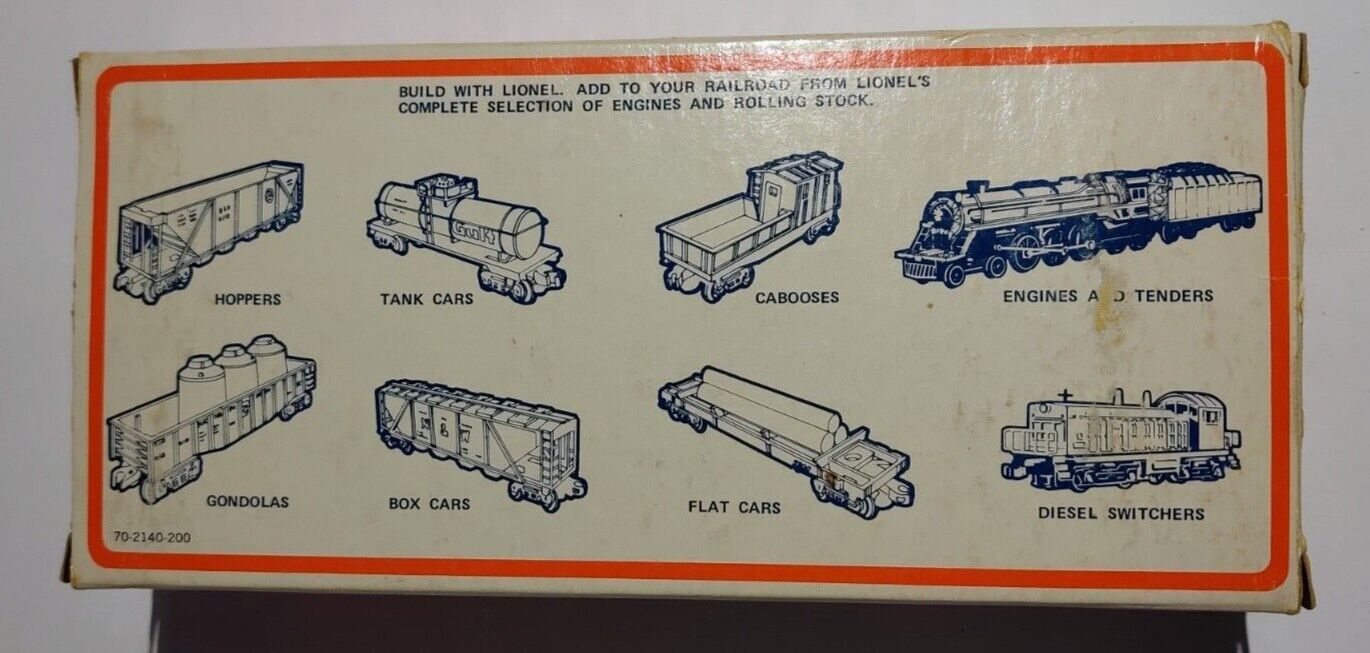 BUILD WITH LIONEL. ADD TO YOUR RAILROAD FROM LIONEL'S
COMPLETE SELECTION OF ENGINES AND ROLLING STOCK.
Gulf
HOPPERS
TANK CARS
CABOOSES
ENGINES A D TENDERS
GONDOLAS
BOX CARS
FLAT CARS
DIESEL SWITCHERS
70-2140-200